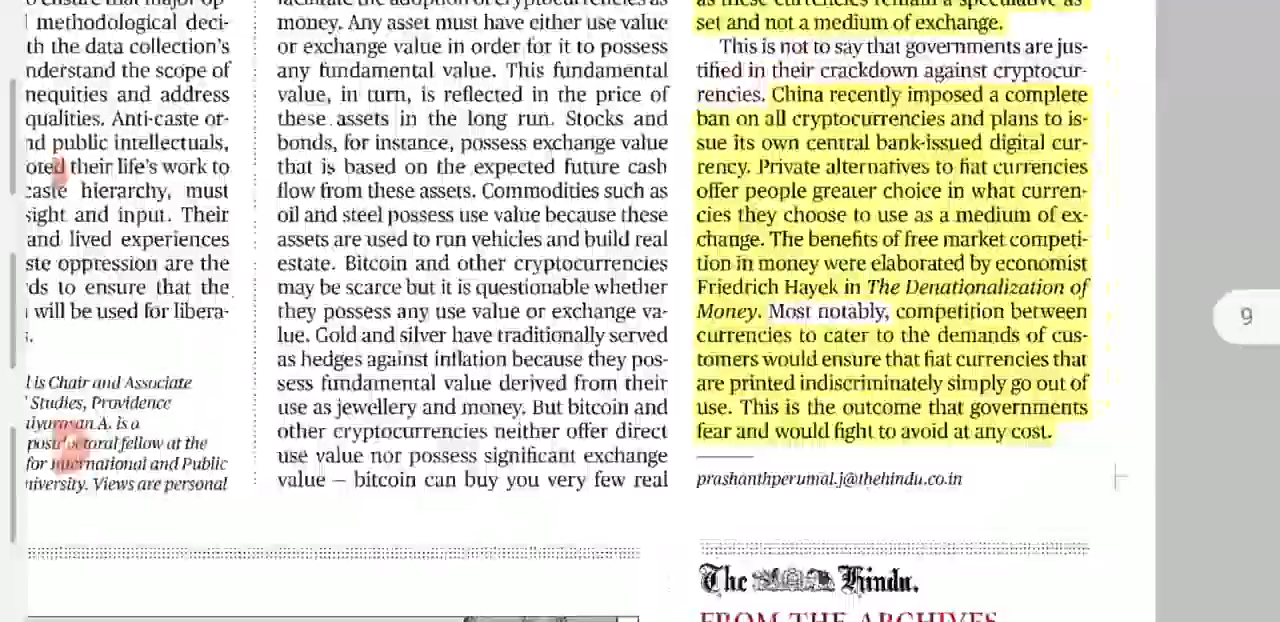 methodological deci-
th the data collection's
nderstand the scope of
nequities and address
qualities. Anti-caste or-
nd public intellectuals,
oted their life's work to
caste hierarchy, must
sight and input. Their
and lived experiences
ste oppression are the
ds to ensure that the
will be used for libera-
is Chair and Associate
Studies, Providence
A. is a
fellow at the
for International and Public
niversity. Views are personal
money. Any asset must have either use value
or exchange value in order for it to possess
any fundamental value. This fundamental
value, in turn, is reflected in the price of
these assets in the long run. Stocks and
bonds, for instance, possess exchange value
that is based on the expected future cash
flow from these assets. Commodities such as
oil and steel possess use value because these
assets are used to run vehicles and build real
estate. Bitcoin and other cryptocurrencies
may be scarce but it is questionable whether
they possess any use value or exchange va-
lue. Gold and silver have traditionally served
as hedges against inflation because they pos-
sess fundamental value derived from their
use as jewellery and money. But bitcoin and
other cryptocurrencies neither offer direct
use value nor possess significant exchange
value – bitcoin can buy you very few real
as these currencies remain a speculative as-
set and not a medium of exchange.
This is not to say that governments are jus-
tified in their crackdown against cryptocur-
rencies. China recently imposed a complete
ban on all cryptocurrencies and plans to is-
sue its own central bank-issued digital cur-
rency. Private alternatives to fiat currencies
offer people greater choice in what curren-
cies they choose to use as a medium of ex-
change. The benefits of free market competi-
tion in money were elaborated by economist
Friedrich Hayek in The Denationalization of
Money. Most notably, competition between
currencies to cater to the demands of cus-
tomers would ensure that fiat currencies that
are printed indiscriminately simply go out of
use. This is the outcome that governments
fear and would fight to avoid at any cost.
prashanthperumal.j@thehindu.co.in
The Hindu.
FROM THE ARCHIVES
9